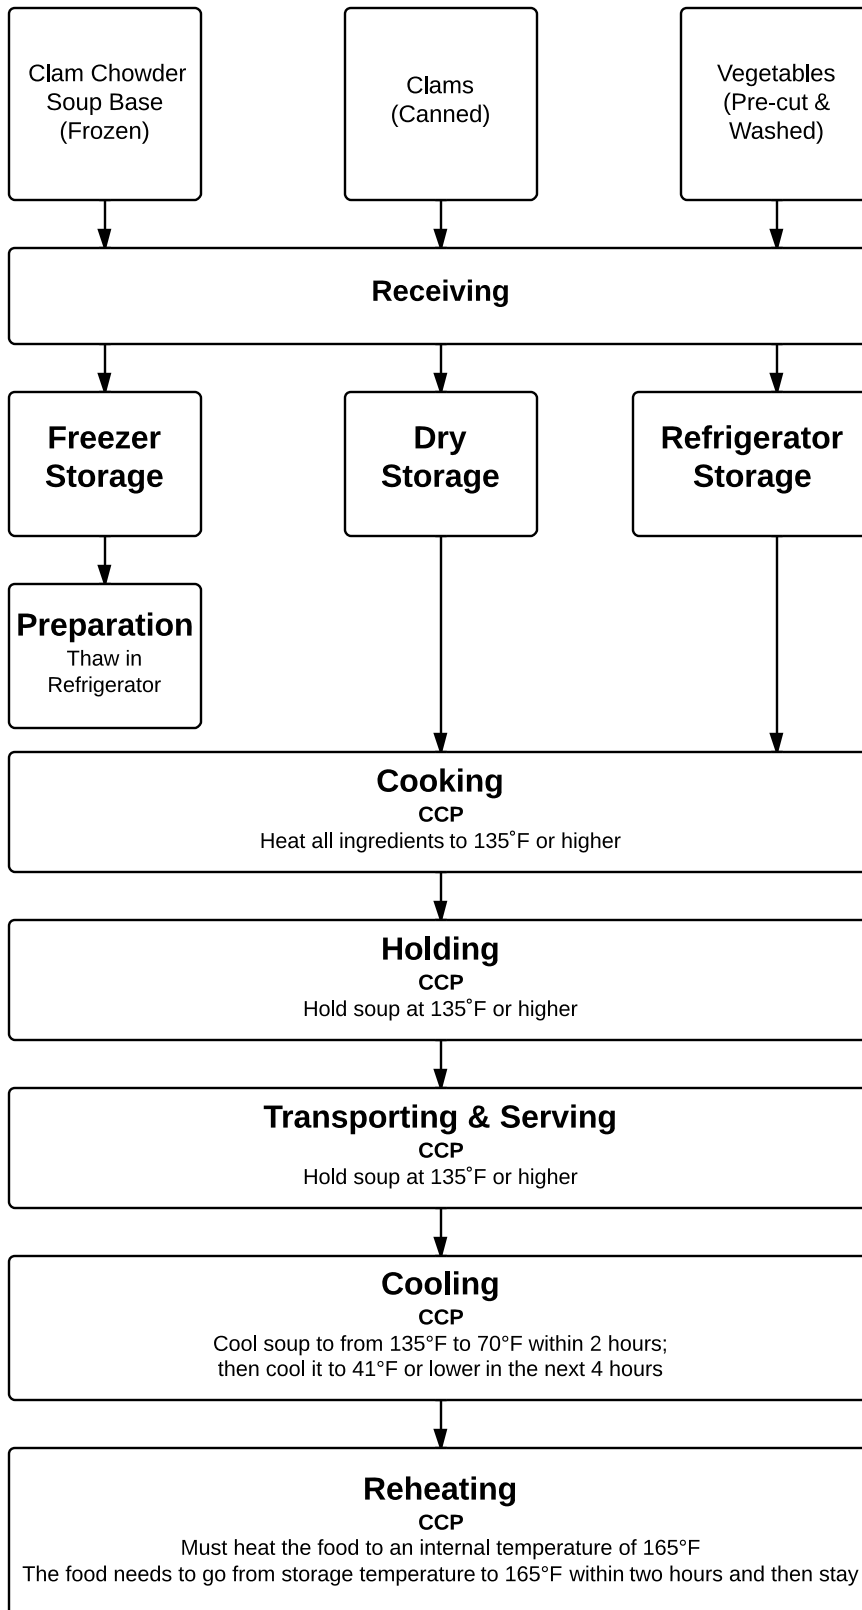 Clam Chowder
Soup Base
(Frozen)
Clams
(Canned)
Vegetables
(Pre-cut &
Washed)
Receiving
Freezer
Storage
Dry
Storage
Refrigerator
Storage
Preparation
Thaw in
Refrigerator
Cooking
CCP
Heat all ingredients to 135˚F or higher
Holding
CCP
Hold soup at 135˚F or higher
Transporting & Serving
CCP
Hold soup at 135˚F or higher
Cooling
CCP
Cool soup to from 135°F to 70°F within 2 hours;
then cool it to 41°F or lower in the next 4 hours
Reheating
CCP
Must heat the food to an internal temperature of 165°F
The food needs to go from storage temperature to 165°F within two hours and then stay